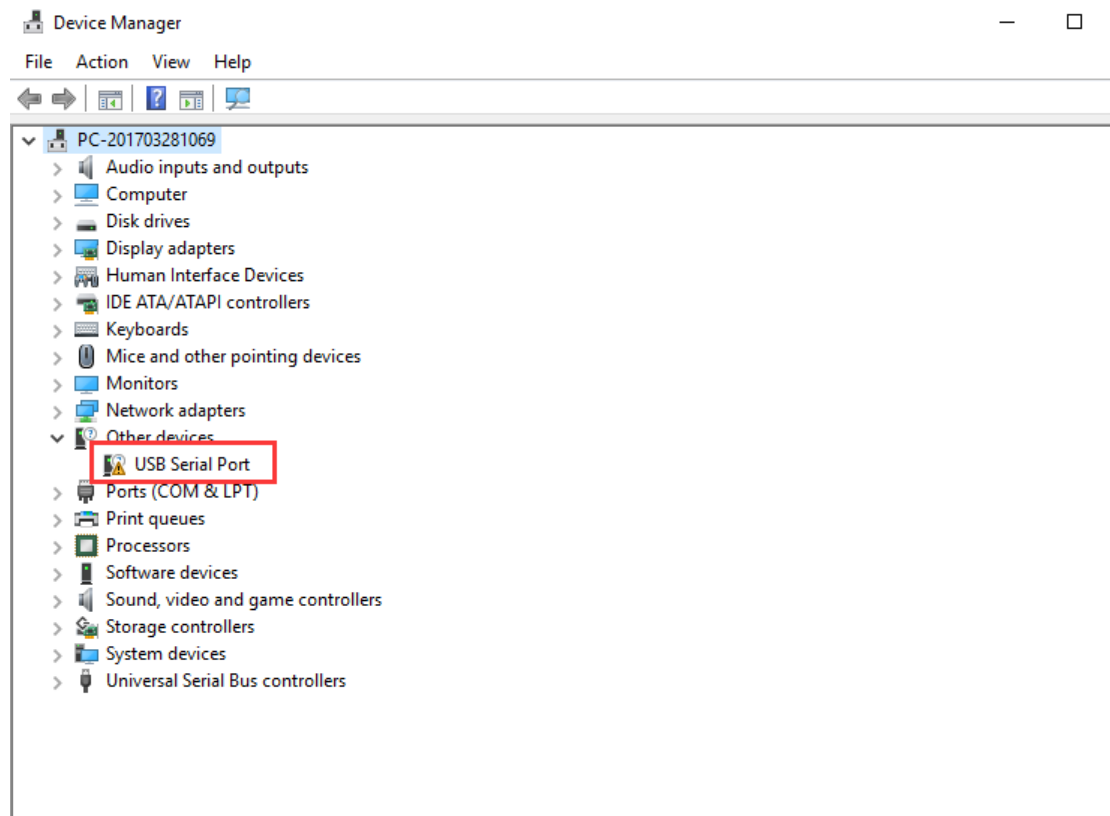 Device Manager
File Action View Help
PC-201703281069
Audio inputs and outputs
Computer
Disk drives
Display adapters
Human Interface Devices
IDE ATA/ATAPI controllers
Keyboards
Mice and other pointing devices
Monitors
Network adapters
Other devices
USB Serial Port
Ports (COM & LPT)
Print queues
Processors
Software devices
Sound, video and game controllers
Storage controllers
System devices
Universal Serial Bus controllers